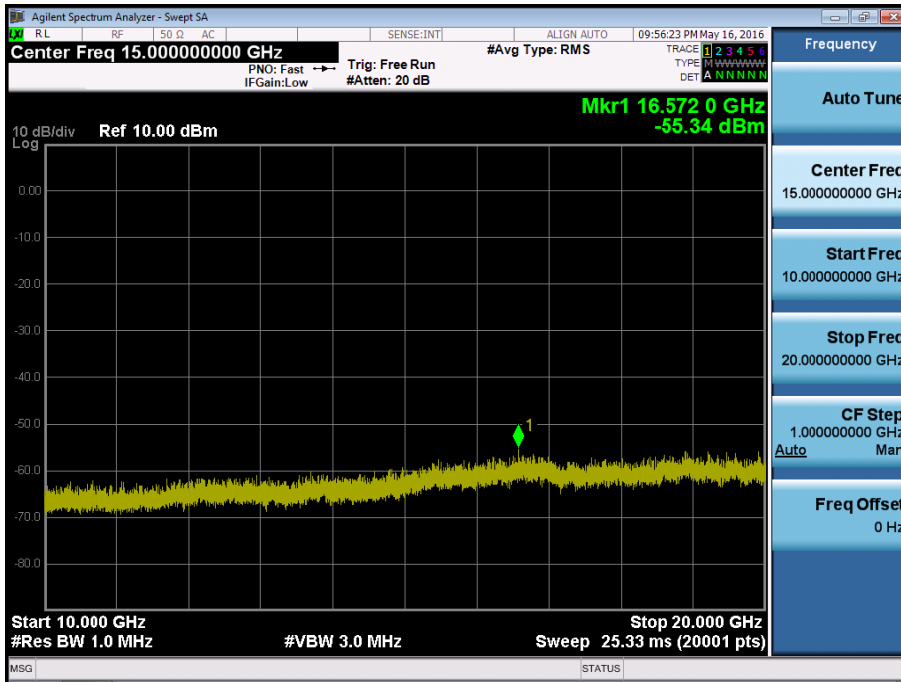 Agilent Spectrum Analyzer - Swept SA
LXI RL RF 50 Ω AC SENSE:INT ALIGN AUTO 09:56:23 PM May 16, 2016
Center Freq 15.000000000 GHz #Avg Type: RMS TRACE 1 2 3 4 5 6
PNO: Fast Trig: Free Run TYPE M WWWWW
IFGain:Low #Atten: 20 dB DET A N N N N N
Mkr1 16.572 0 GHz
10 dB/div Ref 10.00 dBm -55.34 dBm
Log
0.00
-10.0
-20.0
-30.0
-40.0
-50.0
-60.0
-70.0
-80.0
1
Start 10.000 GHz Stop 20.000 GHz
#Res BW 1.0 MHz #VBW 3.0 MHz Sweep 25.33 ms (20001 pts)
MSG STATUS
Frequency
Auto Tune
Center Freq
15.000000000 GHz
Start Freq
10.000000000 GHz
Stop Freq
20.000000000 GHz
CF Step
1.000000000 GHz
Auto Man
Freq Offset
0 Hz